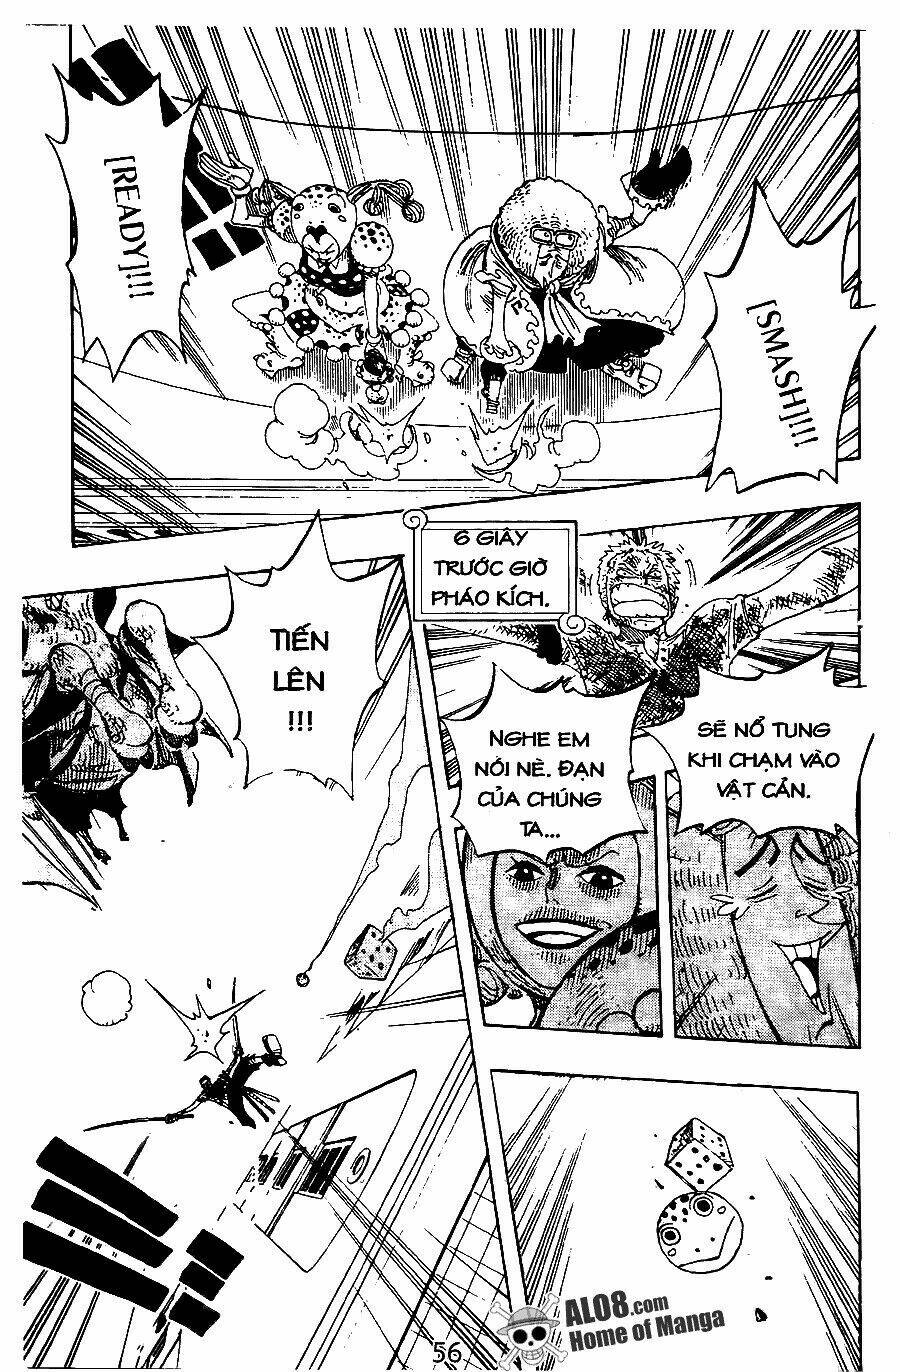 [READY]!!!
[SMASH]!!!
6 GIÂY
TRƯỚC GIỜ
PHÁO KÍCH.
TIẾN
LÊN
!!!
NGHE EM
NÓI NÈ. ĐẠN
CỦA CHÚNG
TA...
SẼ NỔ TUNG
KHI CHẠM VÀO
VẬT CẢN.
56
ALO8.com
Home of Manga